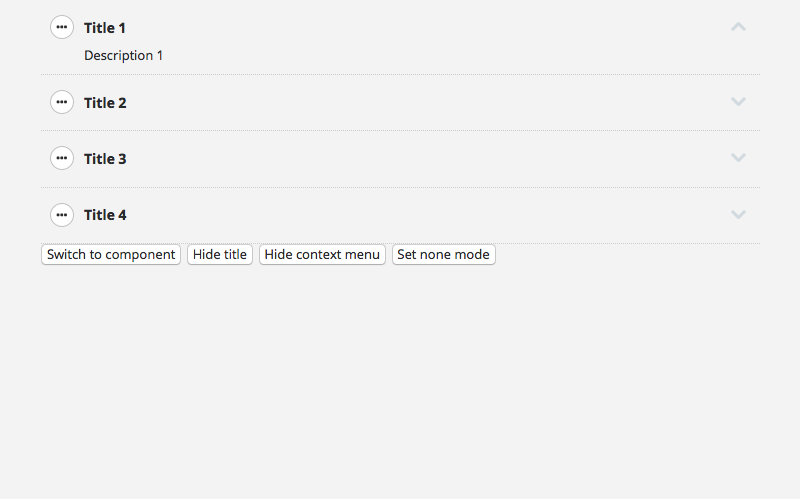 Title 1
Description 1
Title 2
Title 3
Title 4
Switch to component Hide title Hide context menu Set none mode